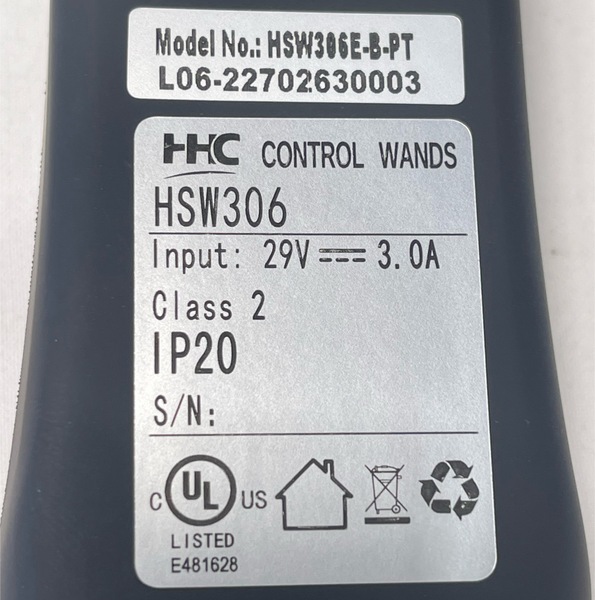 Model No.: HSW306E-B-PT
L06-22702630003
HHC CONTROL WANDS
HSW306
Input: 29V⎓3.0A
Class 2
IP20
S/N:
C UL US
LISTED
E481628